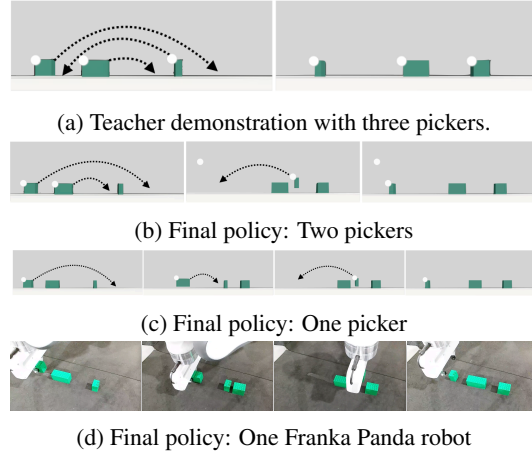 (a) Teacher demonstration with three pickers.
(b) Final policy: Two pickers
(c) Final policy: One picker
(d) Final policy: One Franka Panda robot